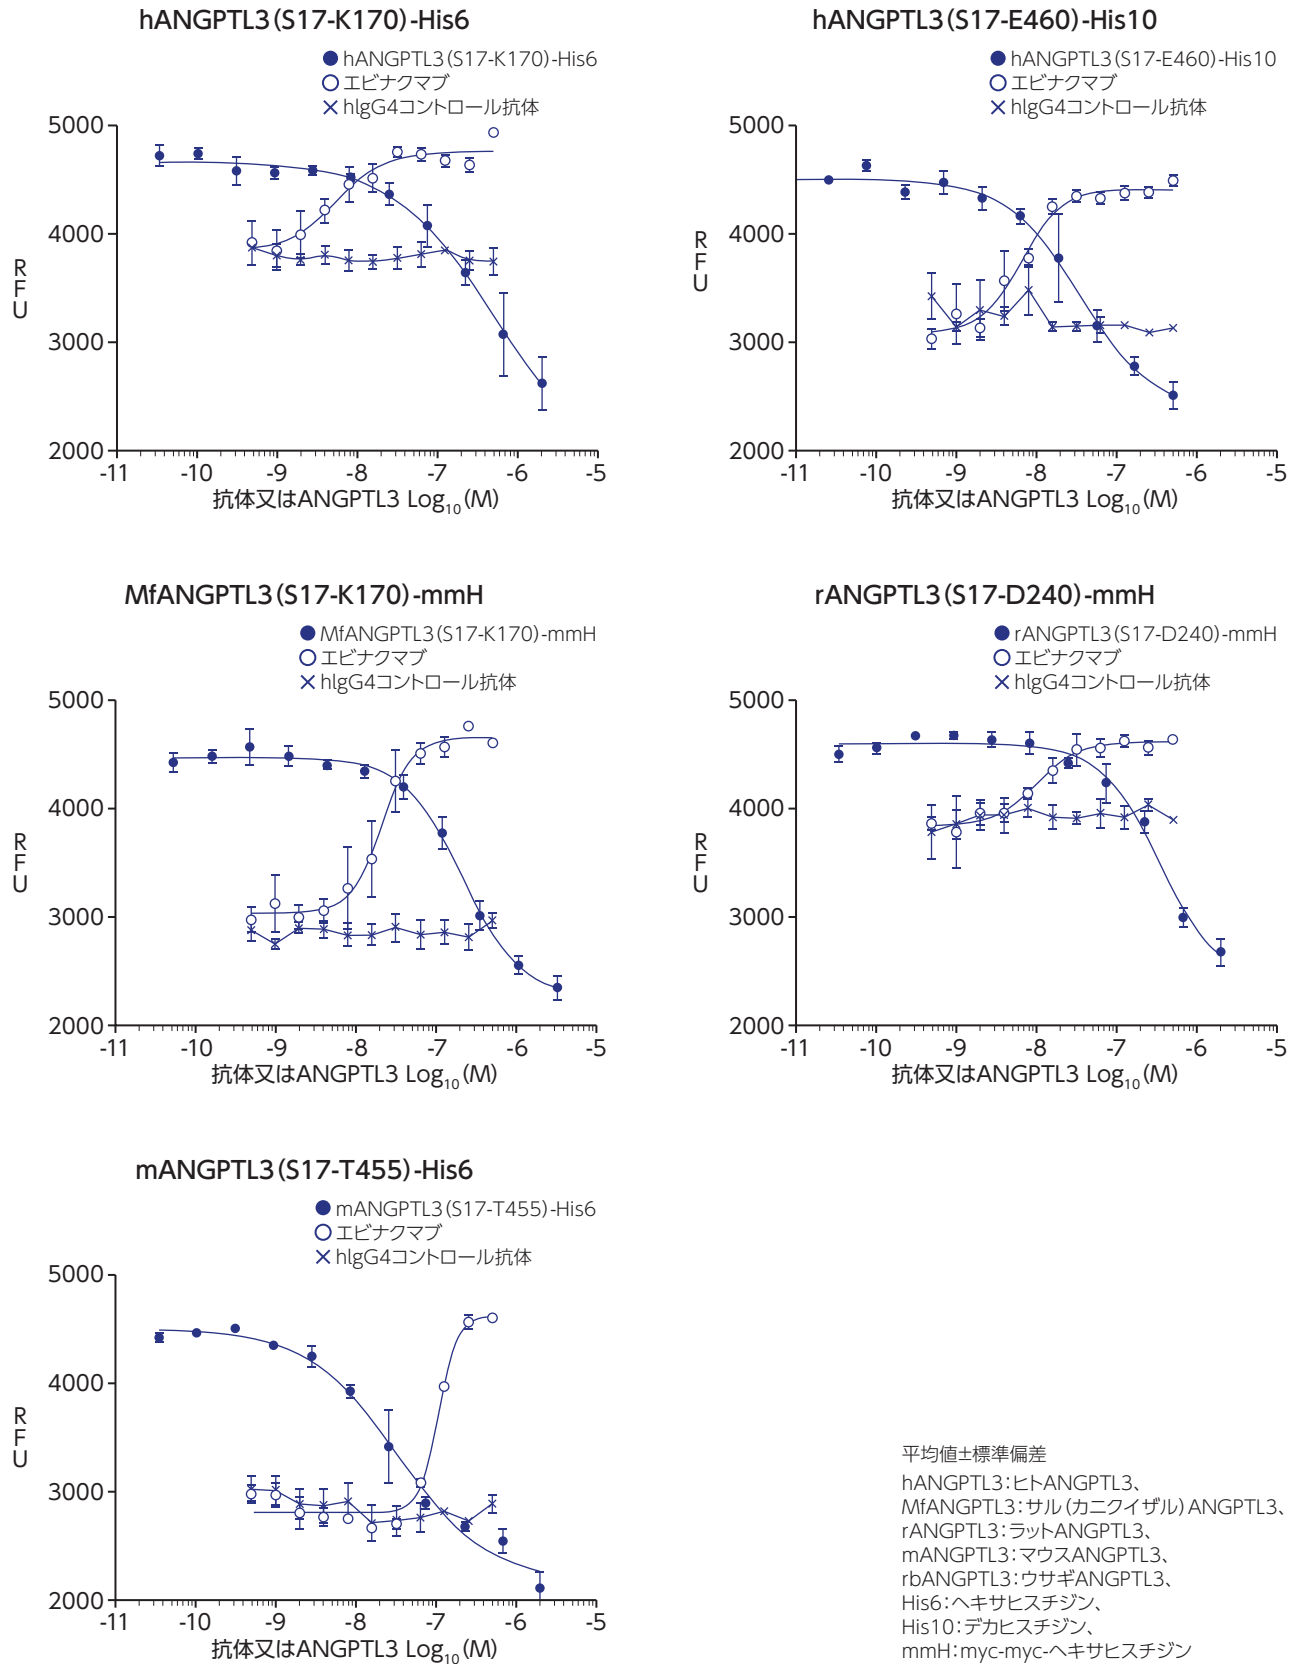 hANGPTL3(S17-K170)-His6
hANGPTL3(S17-K170)-His6
エビナクマブ
hIgG4コントロール抗体
5000
4000
3000
2000
RFU
-11 -10 -9 -8 -7 -6 -5
抗体又はANGPTL3 Log10(M)
hANGPTL3(S17-E460)-His10
hANGPTL3(S17-E460)-His10
エビナクマブ
hIgG4コントロール抗体
5000
4000
3000
2000
RFU
-11 -10 -9 -8 -7 -6 -5
抗体又はANGPTL3 Log10(M)
MfANGPTL3(S17-K170)-mmH
MfANGPTL3(S17-K170)-mmH
エビナクマブ
hIgG4コントロール抗体
5000
4000
3000
2000
RFU
-11 -10 -9 -8 -7 -6 -5
抗体又はANGPTL3 Log10(M)
rANGPTL3(S17-D240)-mmH
rANGPTL3(S17-D240)-mmH
エビナクマブ
hIgG4コントロール抗体
5000
4000
3000
2000
RFU
-11 -10 -9 -8 -7 -6 -5
抗体又はANGPTL3 Log10(M)
mANGPTL3(S17-T455)-His6
mANGPTL3(S17-T455)-His6
エビナクマブ
hIgG4コントロール抗体
5000
4000
3000
2000
RFU
-11 -10 -9 -8 -7 -6 -5
抗体又はANGPTL3 Log10(M)
平均値±標準偏差
hANGPTL3:ヒトANGPTL3、
MfANGPTL3:サル(カニクイザル)ANGPTL3、
rANGPTL3:ラットANGPTL3、
mANGPTL3:マウスANGPTL3、
rbANGPTL3:ウサギANGPTL3、
His6:ヘキサヒスチジン、
His10:デカヒスチジン、
mmH:myc-myc-ヘキサヒスチジン